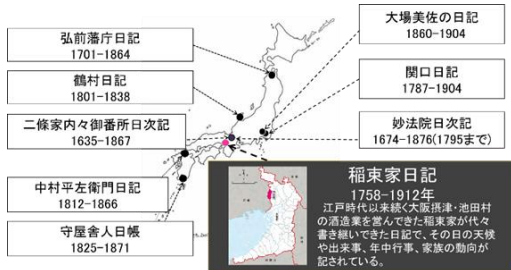 弘前藩庁日記
1701-1864
鶴村日記
1801-1838
二條家内々御番所日次記
1635-1867
中村平左衛門日記
1812-1866
守屋舎人日帳
1825-1871
大場美佐の日記
1860-1904
関口日記
1787-1904
妙法院日次記
1674-1876(1795まで)
稲束家日記
1758-1912年
江戸時代以来続く大阪摂津・池田村
の酒造業を営んできた稲束家が代々
書き継いできた日記で、その日の天候
や出来事、年中行事、家族の動向が
記されている。